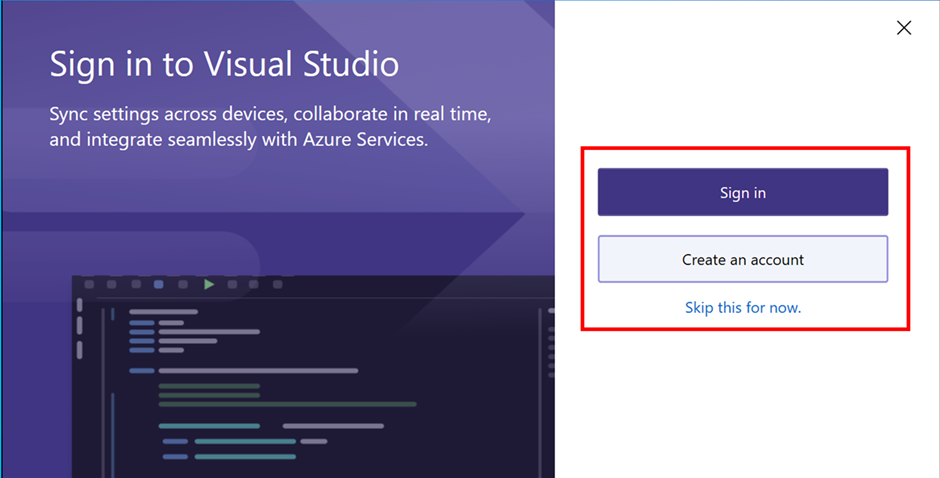 Sign in to Visual Studio
Sync settings across devices, collaborate in real time,
and integrate seamlessly with Azure Services.
Sign in
Create an account
Skip this for now.